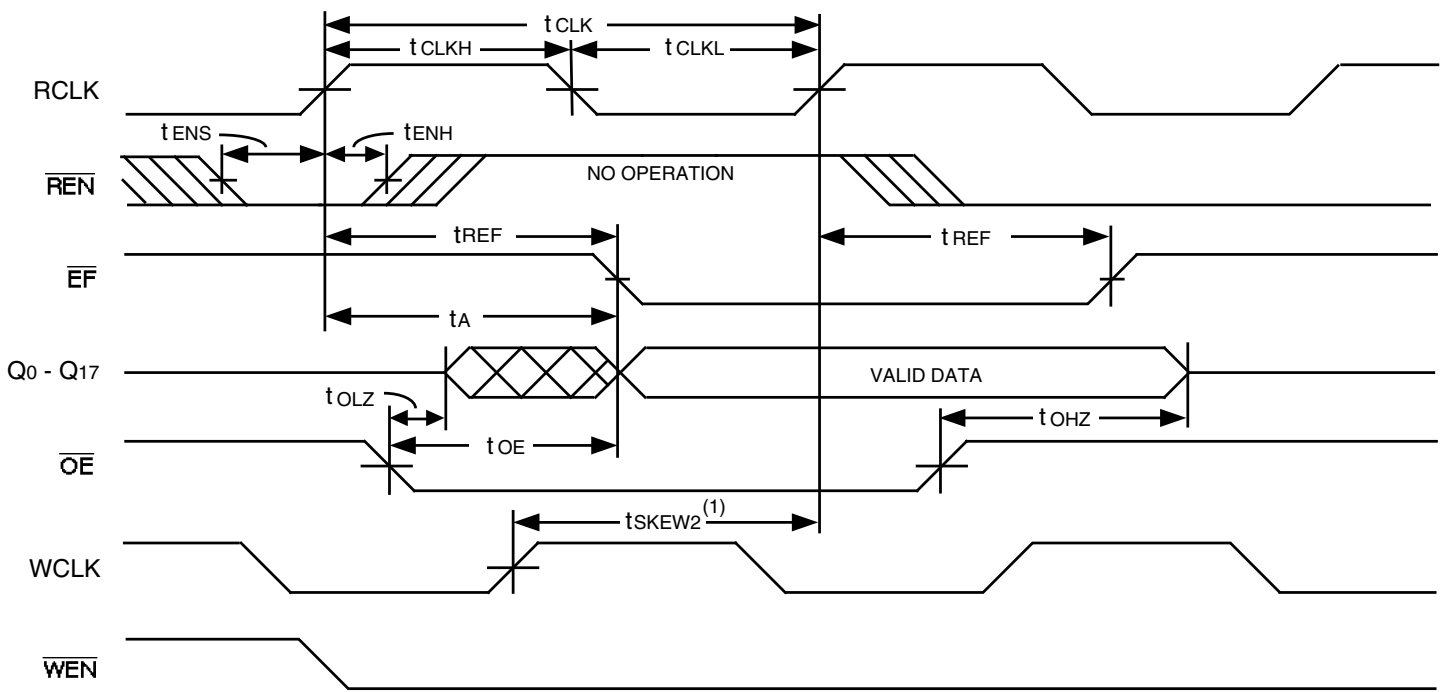 tCLK
tCLKH tCLKL
RCLK
tENS tENH
REN NO OPERATION
tREF tREF
EF
tA
Q0 - Q17 VALID DATA
tOLZ tOHZ
tOE
OE
tSKEW2(1)
WCLK
WEN